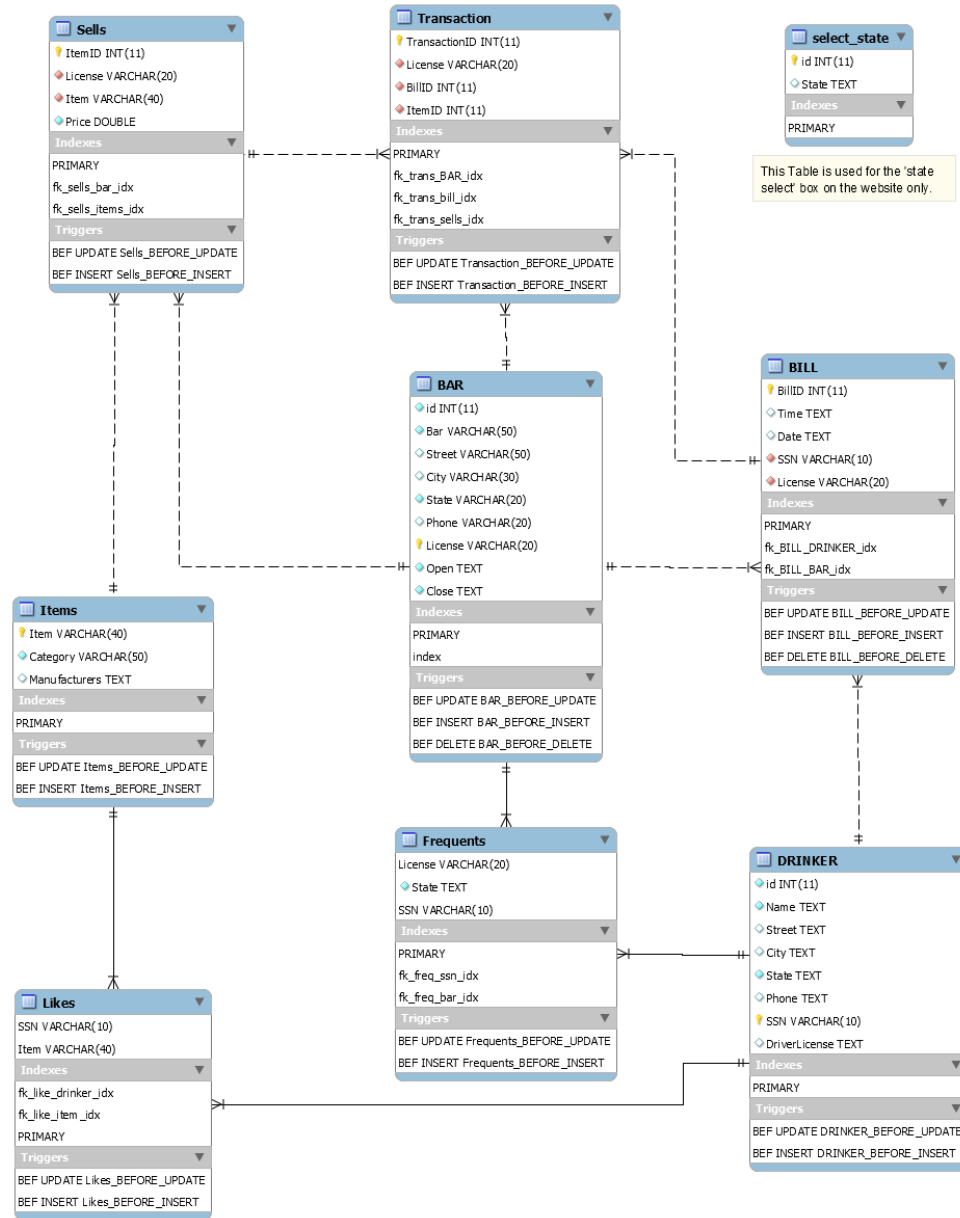 Sells
ItemID INT(11)
License VARCHAR(20)
Item VARCHAR(40)
Price DOUBLE
Indexes
PRIMARY
fk_sells_bar_idx
fk_sells_items_idx
Triggers
BEF UPDATE Sells_BEFORE_UPDATE
BEF INSERT Sells_BEFORE_INSERT
Transaction
TransactionID INT(11)
License VARCHAR(20)
BillID INT(11)
ItemID INT(11)
Indexes
PRIMARY
fk_trans_BAR_idx
fk_trans_bill_idx
fk_trans_sells_idx
Triggers
BEF UPDATE Transaction_BEFORE_UPDATE
BEF INSERT Transaction_BEFORE_INSERT
select_state
id INT(11)
State TEXT
Indexes
PRIMARY
This Table is used for the 'state
select' box on the website only.
BAR
id INT(11)
Bar VARCHAR(50)
Street VARCHAR(50)
City VARCHAR(30)
State VARCHAR(20)
Phone VARCHAR(20)
License VARCHAR(20)
Open TEXT
Close TEXT
Indexes
PRIMARY
index
Triggers
BEF UPDATE BAR_BEFORE_UPDATE
BEF INSERT BAR_BEFORE_INSERT
BEF DELETE BAR_BEFORE_DELETE
BILL
BillID INT(11)
Time TEXT
Date TEXT
SSN VARCHAR(10)
License VARCHAR(20)
Indexes
PRIMARY
fk_BILL_DRINKER_idx
fk_BILL_BAR_idx
Triggers
BEF UPDATE BILL_BEFORE_UPDATE
BEF INSERT BILL_BEFORE_INSERT
BEF DELETE BILL_BEFORE_DELETE
Items
Item VARCHAR(40)
Category VARCHAR(50)
Manufacturers TEXT
Indexes
PRIMARY
Triggers
BEF UPDATE Items_BEFORE_UPDATE
BEF INSERT Items_BEFORE_INSERT
Frequents
License VARCHAR(20)
State TEXT
SSN VARCHAR(10)
Indexes
PRIMARY
fk_freq_ssn_idx
fk_freq_bar_idx
Triggers
BEF UPDATE Frequents_BEFORE_UPDATE
BEF INSERT Frequents_BEFORE_INSERT
DRINKER
id INT(11)
Name TEXT
Street TEXT
City TEXT
State TEXT
Phone TEXT
SSN VARCHAR(10)
DriverLicense TEXT
Indexes
PRIMARY
Triggers
BEF UPDATE DRINKER_BEFORE_UPDATE
BEF INSERT DRINKER_BEFORE_INSERT
Likes
SSN VARCHAR(10)
Item VARCHAR(40)
Indexes
fk_like_drinker_idx
fk_like_item_idx
PRIMARY
Triggers
BEF UPDATE Likes_BEFORE_UPDATE
BEF INSERT Likes_BEFORE_INSERT